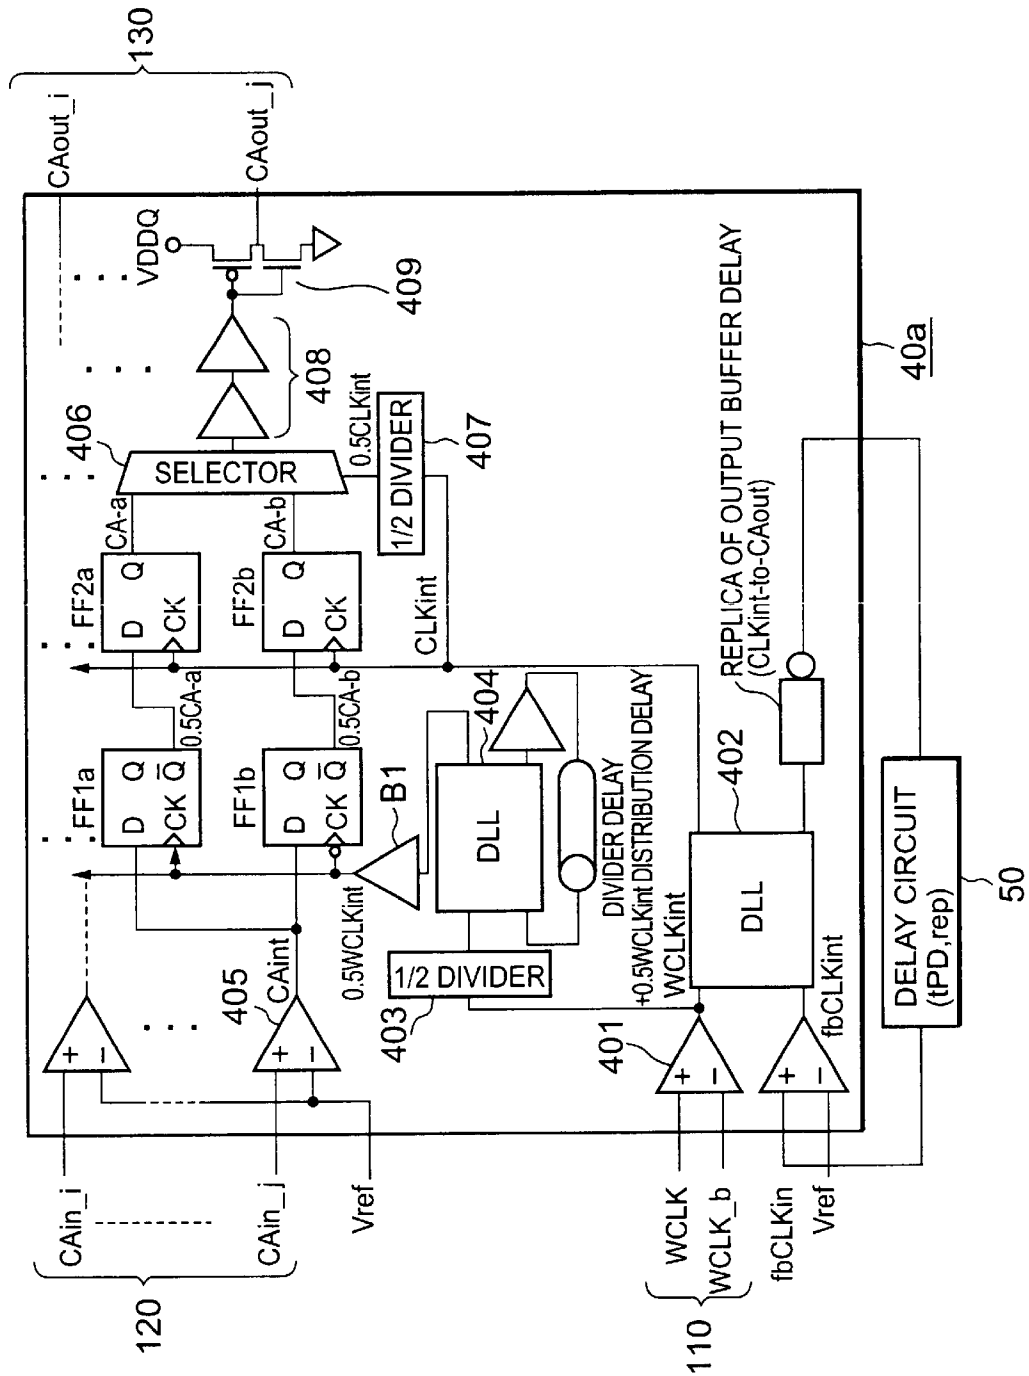 130
CAout_i
CAout_j
VDDQ
409
408
406
SELECTOR
0.5CLKint
1/2 DIVIDER
407
CA-a
CA-b
FF2a
D Q
CK
FF2b
D Q
CK
CLKint
0.5CA-a
0.5CA-b
FF1a
D Q
CK Q
FF1b
D Q
CK Q
B1
404
DLL
DIVIDER DELAY
+0.5WCLKint DISTRIBUTION DELAY
0.5WCLKint
1/2 DIVIDER
403
CAint
405
+
−
+
−
CAin_i
CAin_j
Vref
120
WCLKint
402
DLL
401
+
−
+
−
fbCLKint
WCLK
WCLK_b
fbCLKin
Vref
110
REPLICA OF OUTPUT BUFFER DELAY
(CLKint-to-CAout)
40a
DELAY CIRCUIT
(tPD,rep)
50